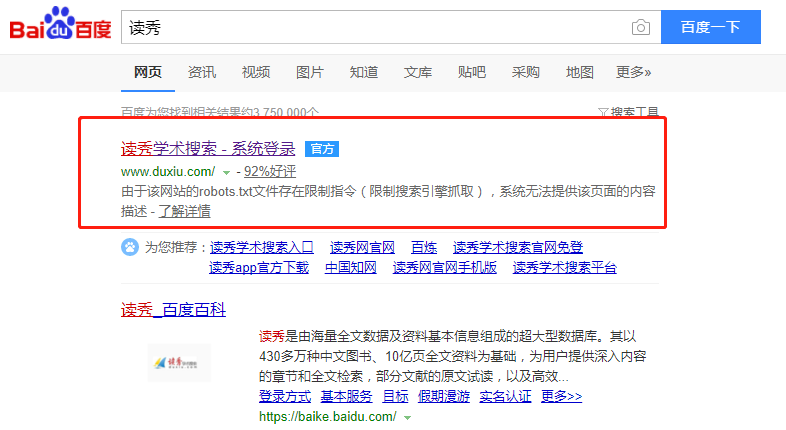 Bai du 百度 读秀 百度一下
网页 资讯 视频 图片 知道 文库 贴吧 采购 地图 更多»
百度为您找到相关结果约3,750,000个 搜索工具
读秀学术搜索 - 系统登录 官方
www.duxiu.com/ - 92%好评
由于该网站的robots.txt文件存在限制指令（限制搜索引擎抓取），系统无法提供该页面的内容
描述 - 了解详情
为您推荐：读秀学术搜索入口 读秀网官网 百炼 读秀学术搜索官网免登
读秀app官方下载 中国知网 读秀网官网手机版 读秀学术搜索平台
读秀_百度百科
读秀是由海量全文数据及资料基本信息组成的超大型数据库。其以
430多万种中文图书、10亿页全文资料为基础，为用户提供深入内容
的章节和全文检索，部分文献的原文试读，以及高效...
登录方式 基本服务 目标 假期漫游 实名认证 更多>>
https://baike.baidu.com/